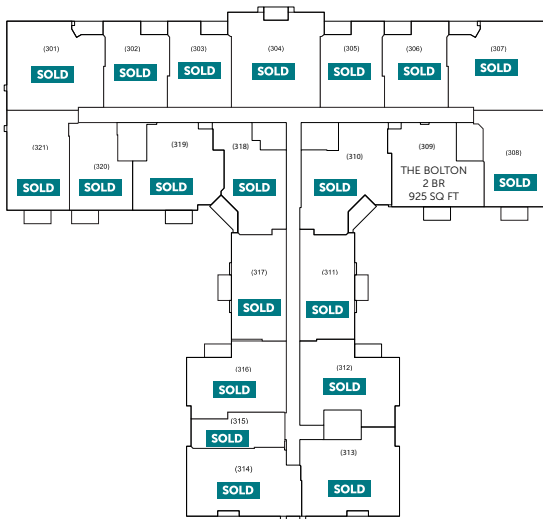 (301)
SOLD
(302)
SOLD
(303)
SOLD
(304)
SOLD
(305)
SOLD
(306)
SOLD
(307)
SOLD
(321)
SOLD
(320)
SOLD
(319)
SOLD
(318)
SOLD
(310)
SOLD
(309)
THE BOLTON
2 BR
925 SQ FT
(308)
SOLD
(317)
SOLD
(311)
SOLD
(316)
SOLD
(312)
SOLD
(315)
SOLD
(314)
SOLD
(313)
SOLD